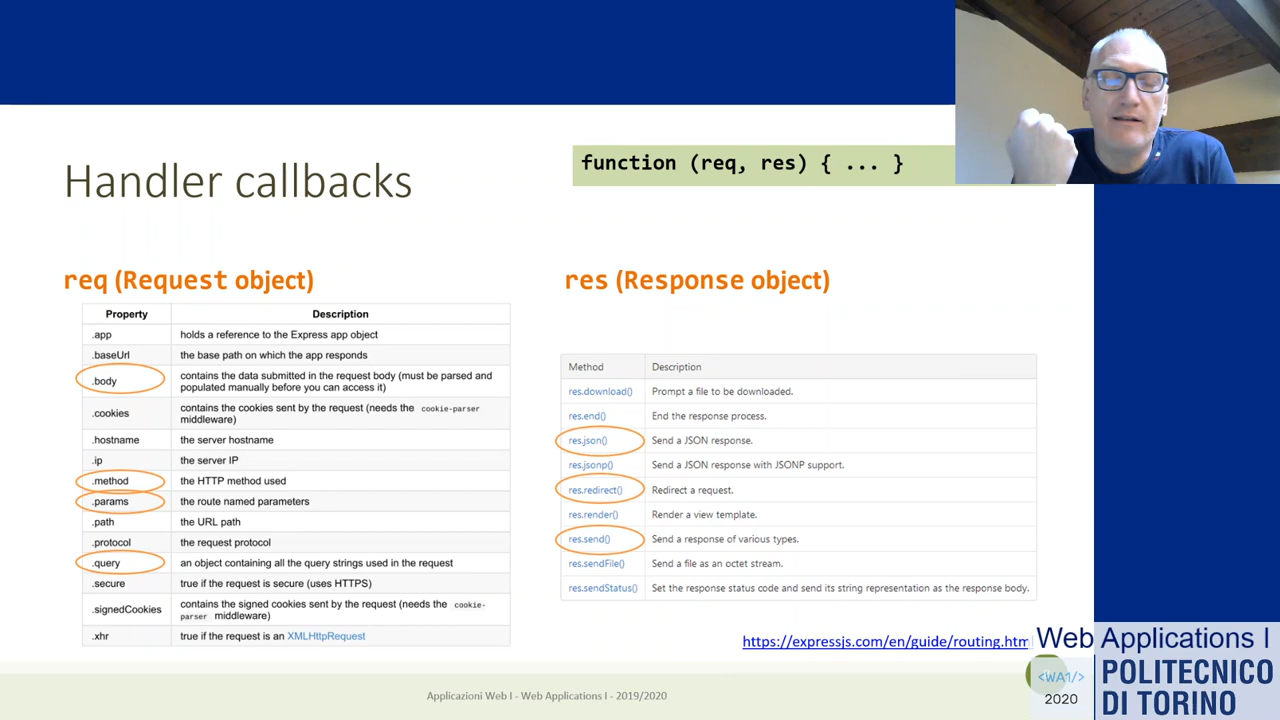 Handler callbacks
function (req, res) { ... }
req (Request object)
Property Description
.app holds a reference to the Express app object
.baseUrl the base path on which the app responds
.body contains the data submitted in the request body (must be parsed and
populated manually before you can access it)
.cookies contains the cookies sent by the request (needs the cookie-parser
middleware)
.hostname the server hostname
.ip the server IP
.method the HTTP method used
.params the route named parameters
.path the URL path
.protocol the request protocol
.query an object containing all the query strings used in the request
.secure true if the request is secure (uses HTTPS)
.signedCookies contains the signed cookies sent by the request (needs the cookie-
parser middleware)
.xhr true if the request is an XMLHttpRequest
res (Response object)
Method Description
res.download() Prompt a file to be downloaded.
res.end() End the response process.
res.json() Send a JSON response.
res.jsonp() Send a JSON response with JSONP support.
res.redirect() Redirect a request.
res.render() Render a view template.
res.send() Send a response of various types.
res.sendFile() Send a file as an octet stream.
res.sendStatus() Set the response status code and send its string representation as the response body.
https://expressjs.com/en/guide/routing.htm
Applicazioni Web I - Web Applications I - 2019/2020
Web Applications I
<WA1/>
2020
POLITECNICO
DI TORINO